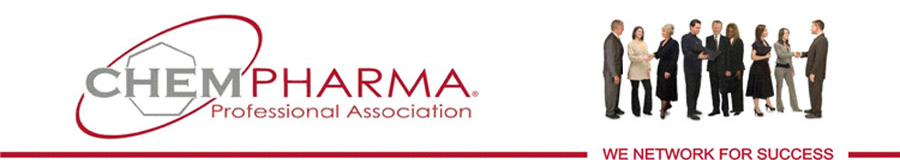 CHEMPHARMA®
Professional Association
WE NETWORK FOR SUCCESS